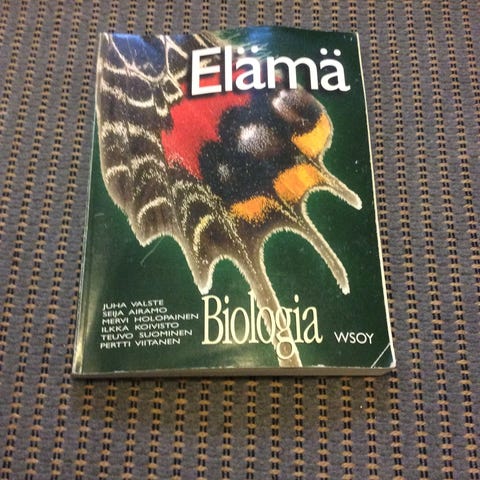 Elämä
JUHA VALSTE
SEIJA AIRAMO
MERVI HOLOPAINEN
ILKKA KOIVISTO
TEUVO SUOMINEN
PERTTI VIITANEN
Biologia
WSOY